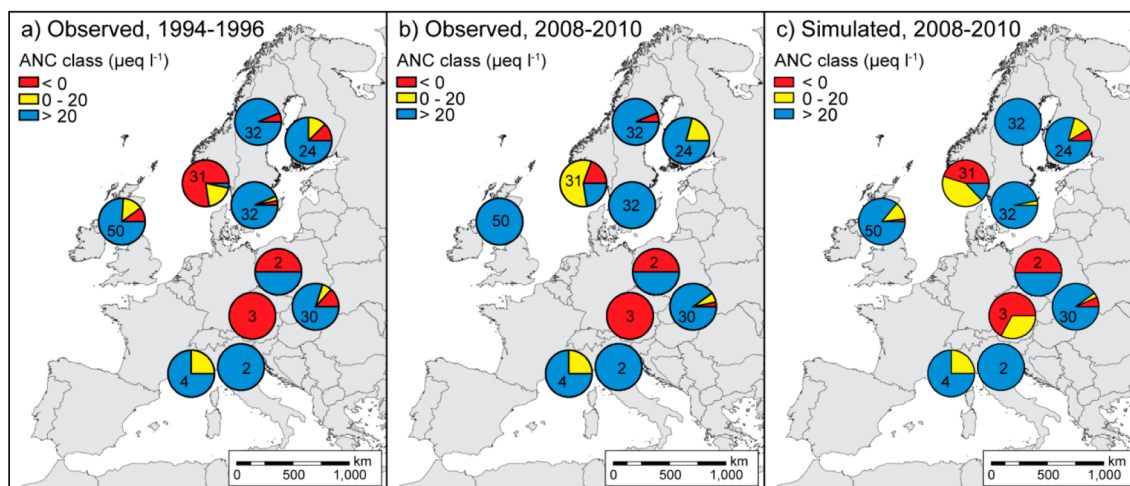 a) Observed, 1994-1996
ANC class (µeq l⁻¹)
< 0
0 - 20
> 20
32
24
31
32
50
2
30
3
4
2
km
0 500 1,000
b) Observed, 2008-2010
ANC class (µeq l⁻¹)
< 0
0 - 20
> 20
32
24
31
32
50
2
30
3
4
2
km
0 500 1,000
c) Simulated, 2008-2010
ANC class (µeq l⁻¹)
< 0
0 - 20
> 20
32
24
31
32
50
2
30
3
4
2
km
0 500 1,000